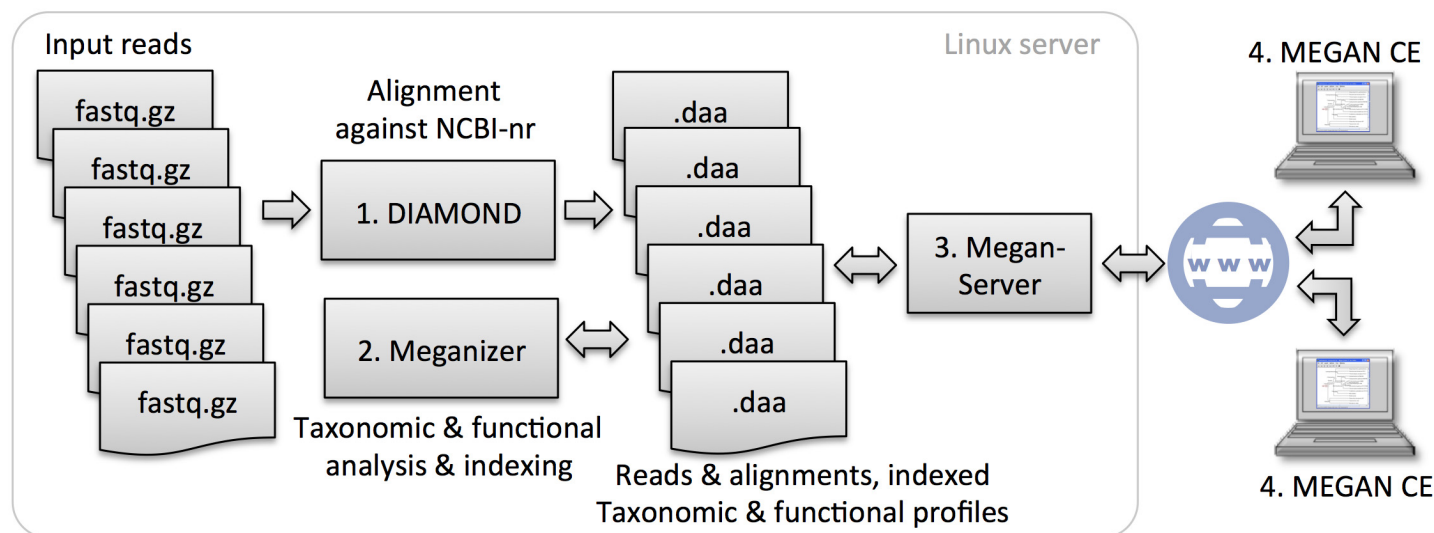 Input reads
Linux server
fastq.gz
fastq.gz
fastq.gz
fastq.gz
fastq.gz
fastq.gz
Alignment
against NCBI-nr
1. DIAMOND
2. Meganizer
Taxonomic & functional
analysis & indexing
.daa
.daa
.daa
.daa
.daa
.daa
Reads & alignments, indexed
Taxonomic & functional profiles
3. Megan-
Server
www
4. MEGAN CE
4. MEGAN CE